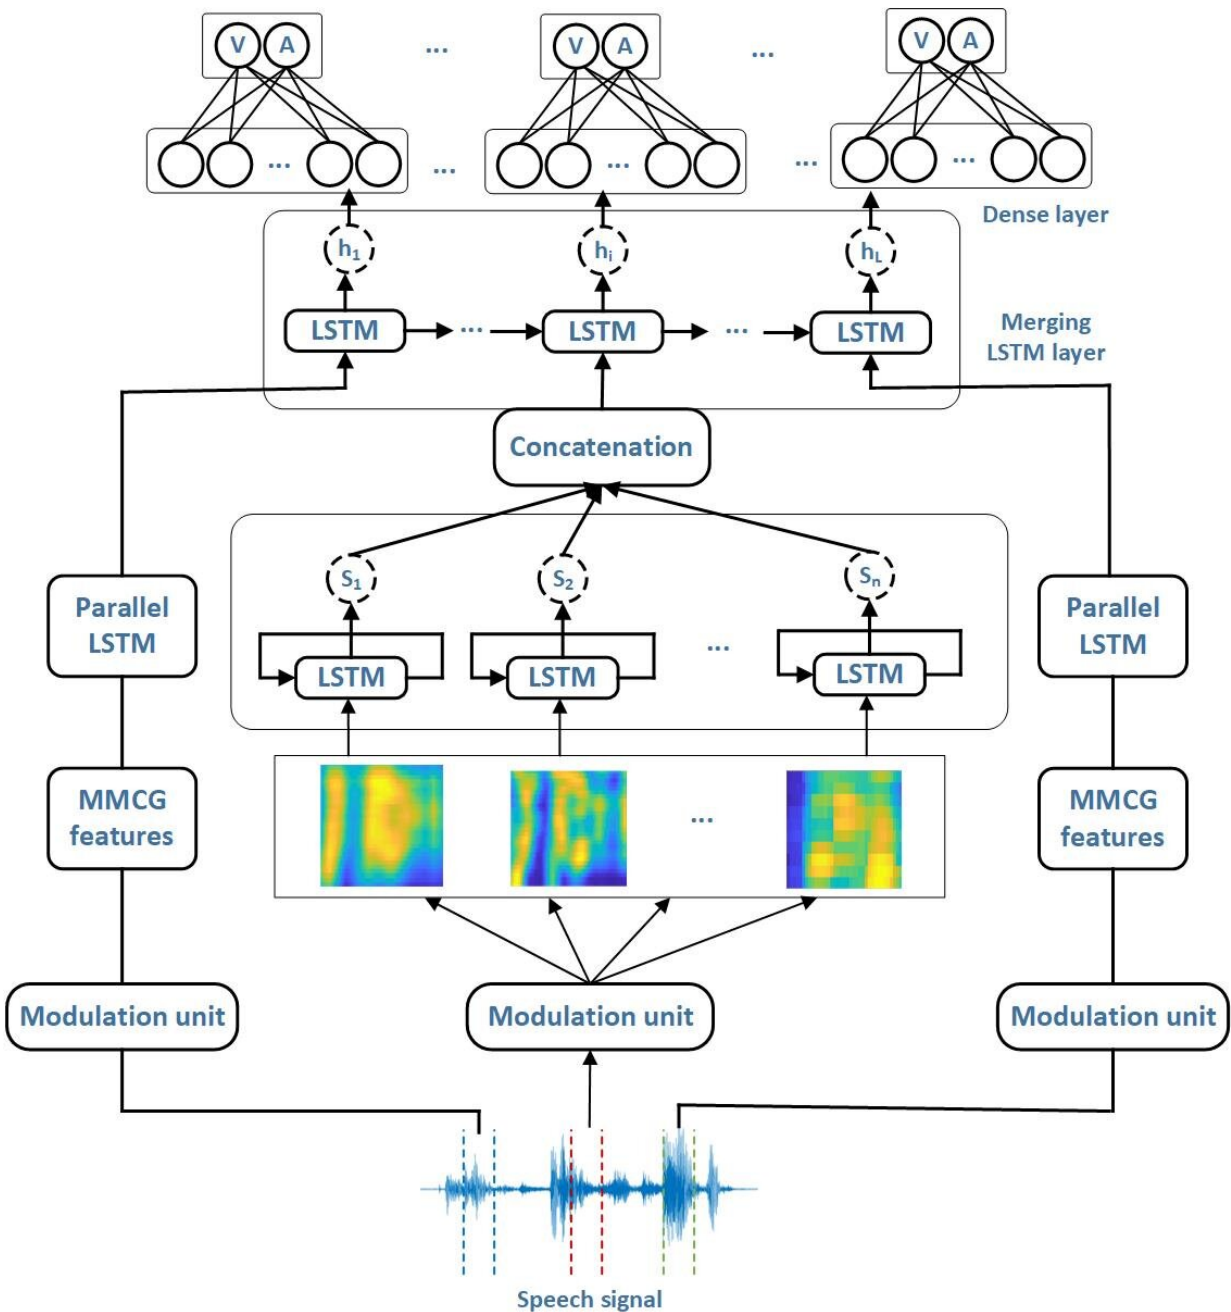 V A ... V A ... V A
... ... ... ... ...
Dense layer
h1 hi hL
LSTM ... LSTM ... LSTM
Merging
LSTM layer
Concatenation
S1 S2 Sn
Parallel
LSTM
LSTM LSTM ... LSTM
Parallel
LSTM
MMCG
features
...
MMCG
features
Modulation unit Modulation unit Modulation unit
Speech signal